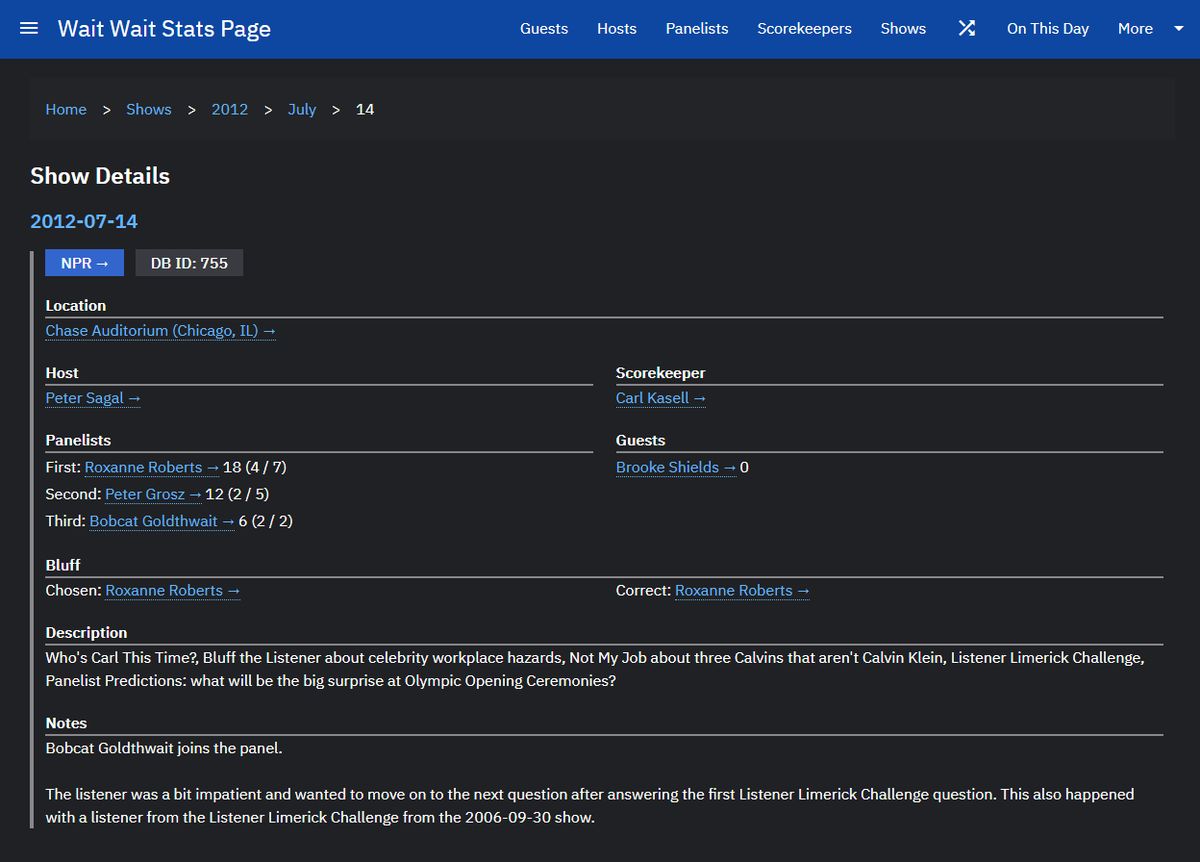 Wait Wait Stats Page
Guests Hosts Panelists Scorekeepers Shows On This Day More
Home > Shows > 2012 > July > 14
Show Details
2012-07-14
NPR → DB ID: 755
Location
Chase Auditorium (Chicago, IL) →
Host
Peter Sagal →
Scorekeeper
Carl Kasell →
Panelists
First: Roxanne Roberts → 18 (4 / 7)
Second: Peter Grosz → 12 (2 / 5)
Third: Bobcat Goldthwait → 6 (2 / 2)
Guests
Brooke Shields → 0
Bluff
Chosen: Roxanne Roberts →
Correct: Roxanne Roberts →
Description
Who's Carl This Time?, Bluff the Listener about celebrity workplace hazards, Not My Job about three Calvins that aren't Calvin Klein, Listener Limerick Challenge,
Panelist Predictions: what will be the big surprise at Olympic Opening Ceremonies?
Notes
Bobcat Goldthwait joins the panel.
The listener was a bit impatient and wanted to move on to the next question after answering the first Listener Limerick Challenge question. This also happened
with a listener from the Listener Limerick Challenge from the 2006-09-30 show.